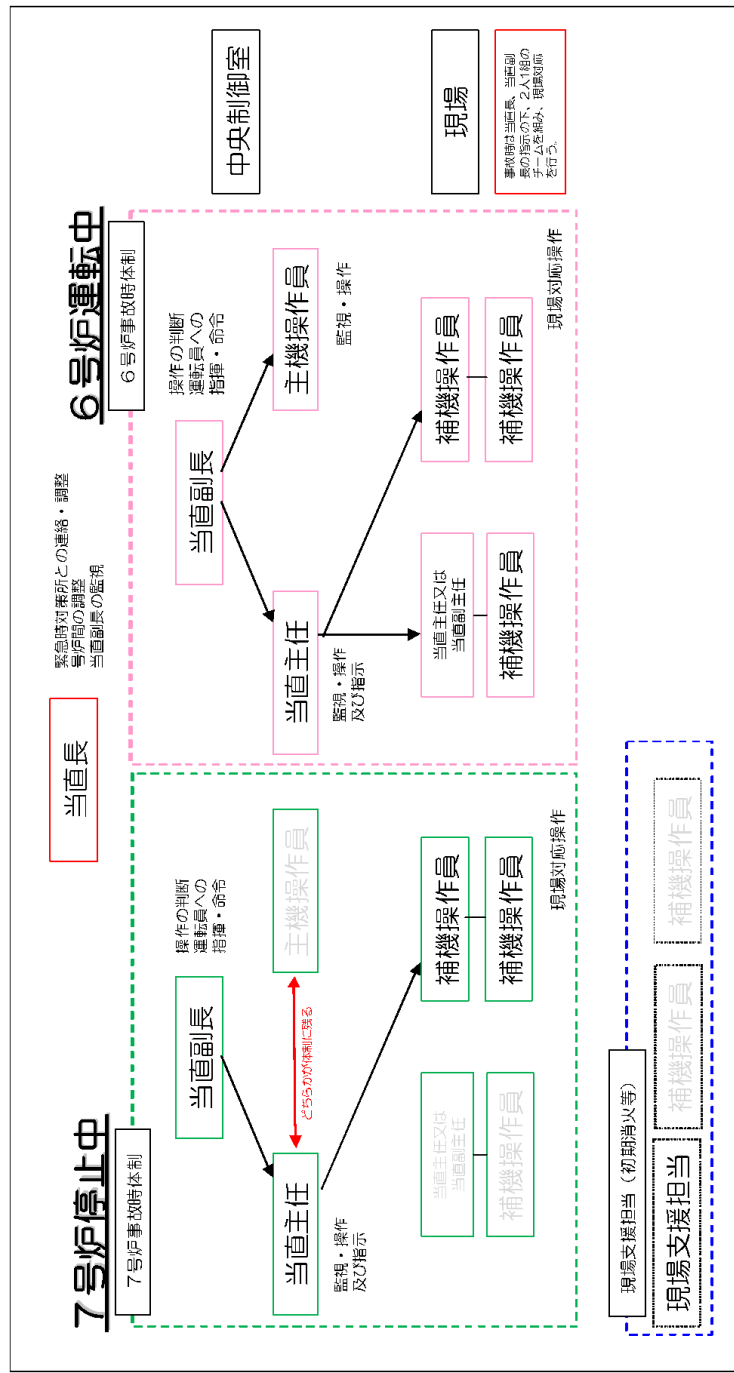 7号炉停止中
6号炉運転中
当直長
緊急時対策所との連絡・調整
号炉間の調整
当直副長の監視
7号炉事故時体制
当直副長
操作の判断
運転員への
指揮・命令
当直主任
監視・操作
及び指示
どちらかが体制に残る
主機操作員
当直主任又は
当直副主任
補機操作員
補機操作員
補機操作員
現場対応操作
6号炉事故時体制
当直副長
操作の判断
運転員への
指揮・命令
当直主任
監視・操作
及び指示
主機操作員
監視・操作
当直主任又は
当直副主任
補機操作員
補機操作員
補機操作員
現場対応操作
中央制御室
現場
事故時は当直長、当直副
長の指示の下、2人1組の
チームを組み、現場対応
を行う。
現場支援担当（初期消火等）
現場支援担当
補機操作員
補機操作員